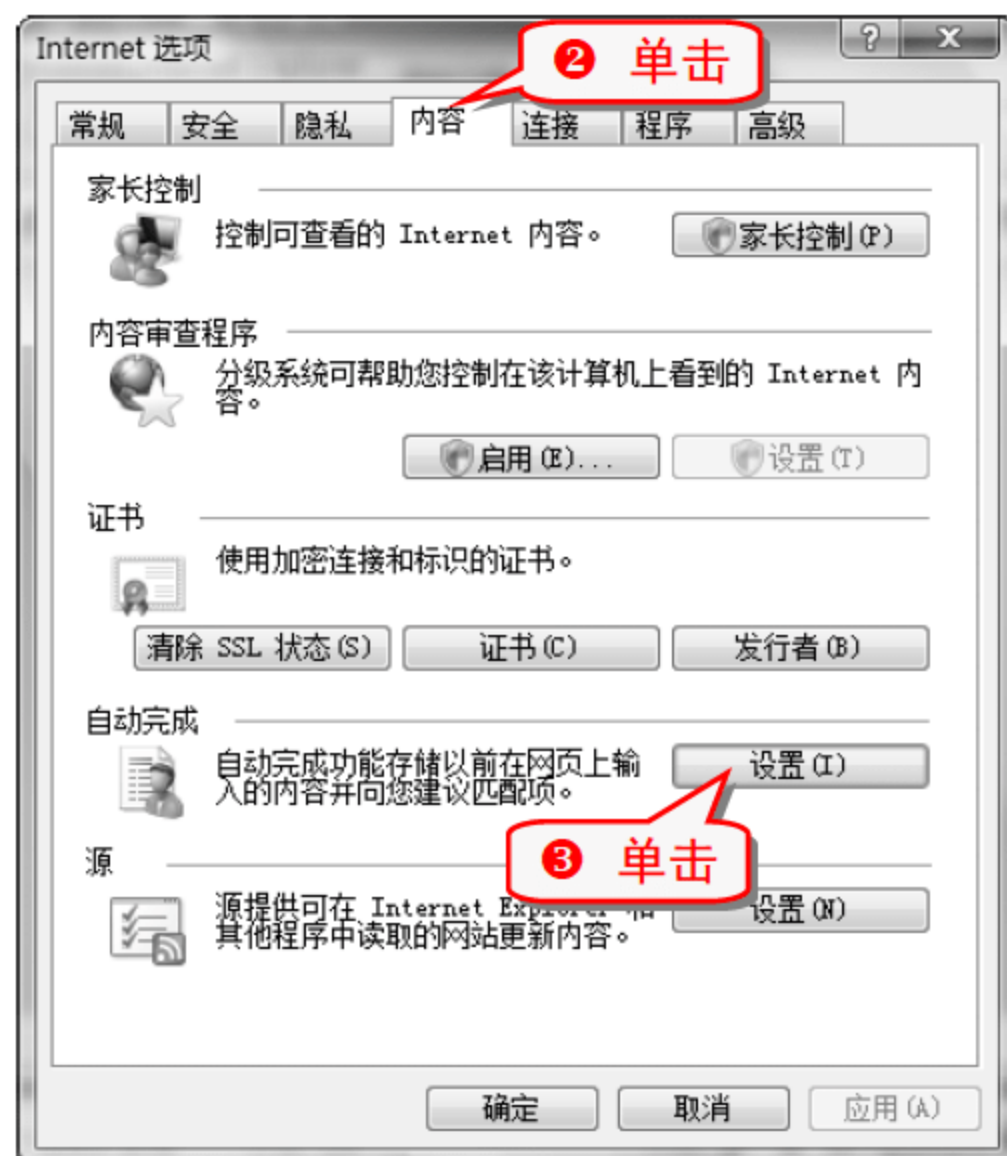 Internet 选项
❷ 单击
常规 安全 隐私 内容 连接 程序 高级
家长控制
控制可查看的 Internet 内容。 家长控制(P)
内容审查程序
分级系统可帮助您控制在该计算机上看到的 Internet 内
容。
启用(E)... 设置(T)
证书
使用加密连接和标识的证书。
清除 SSL 状态(S) 证书(C) 发行者(B)
自动完成
自动完成功能存储以前在网页上输 设置(I)
入的内容并向您建议匹配项。
❸ 单击
源
源提供可在 Internet Explorer 和 设置(N)
其他程序中读取的网站更新内容。
确定 取消 应用(A)